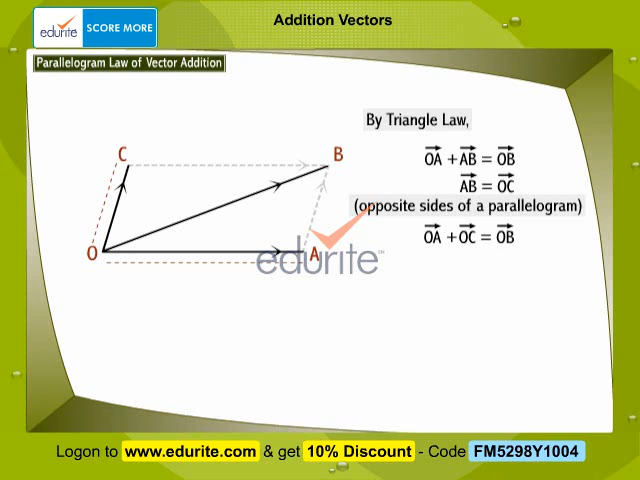 Addition Vectors
edurite SCORE MORE
Parallelogram Law of Vector Addition
By Triangle Law,
C
B
OA + AB = OB
AB = OC
(opposite sides of a parallelogram)
OA + OC = OB
O
A
edurite™
Logon to www.edurite.com & get 10% Discount - Code FM5298Y1004